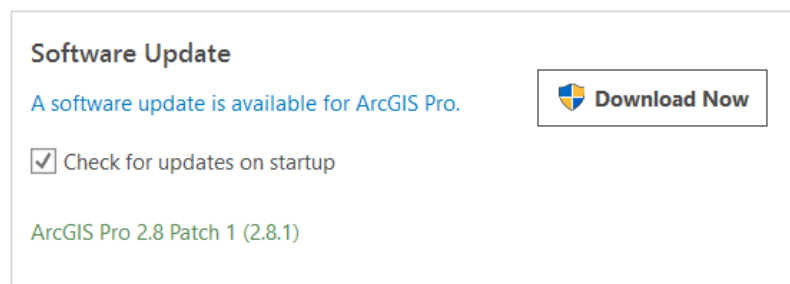 Software Update
A software update is available for ArcGIS Pro.
Download Now
Check for updates on startup
ArcGIS Pro 2.8 Patch 1 (2.8.1)